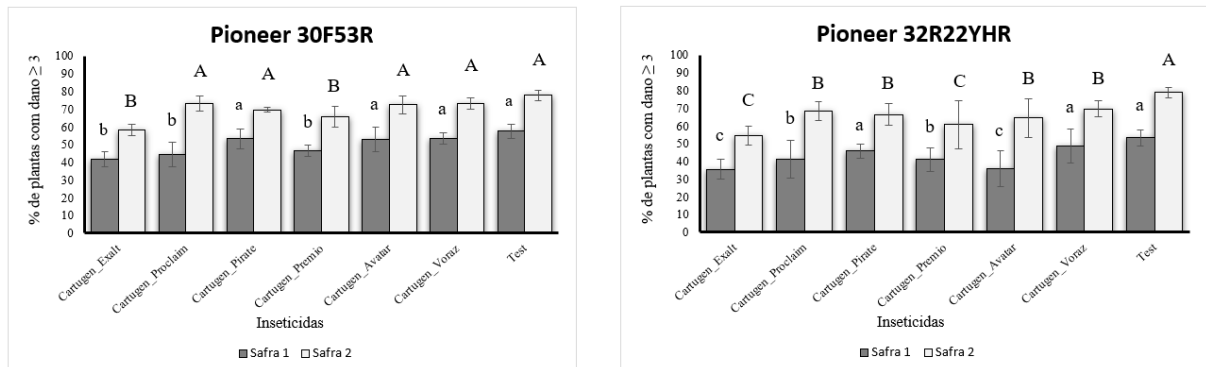 Pioneer 30F53R
% de plantas com dano ≥ 3
100
90
80
70
60
50
40
30
20
10
0
b B b A a A b B a A a A a A
Cartugen_Exalt
Cartugen_Proclaim
Cartugen_Pirate
Cartugen_Premio
Cartugen_Avatar
Cartugen_Voraz
Test
Inseticidas
Safra 1 Safra 2
Pioneer 32R22YHR
% de plantas com dano ≥ 3
100
90
80
70
60
50
40
30
20
10
0
c C b B a B b C c B a B a A
Cartugen_Exalt
Cartugen_Proclaim
Cartugen_Pirate
Cartugen_Premio
Cartugen_Avatar
Cartugen_Voraz
Test
Inseticidas
Safra 1 Safra 2